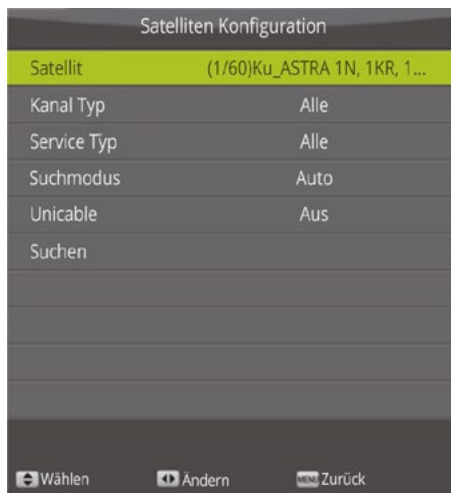 Satelliten Konfiguration
Satellit (1/60)Ku_ASTRA 1N, 1KR, 1...
Kanal Typ Alle
Service Typ Alle
Suchmodus Auto
Unicable Aus
Suchen
Wählen Ändern MENU Zurück